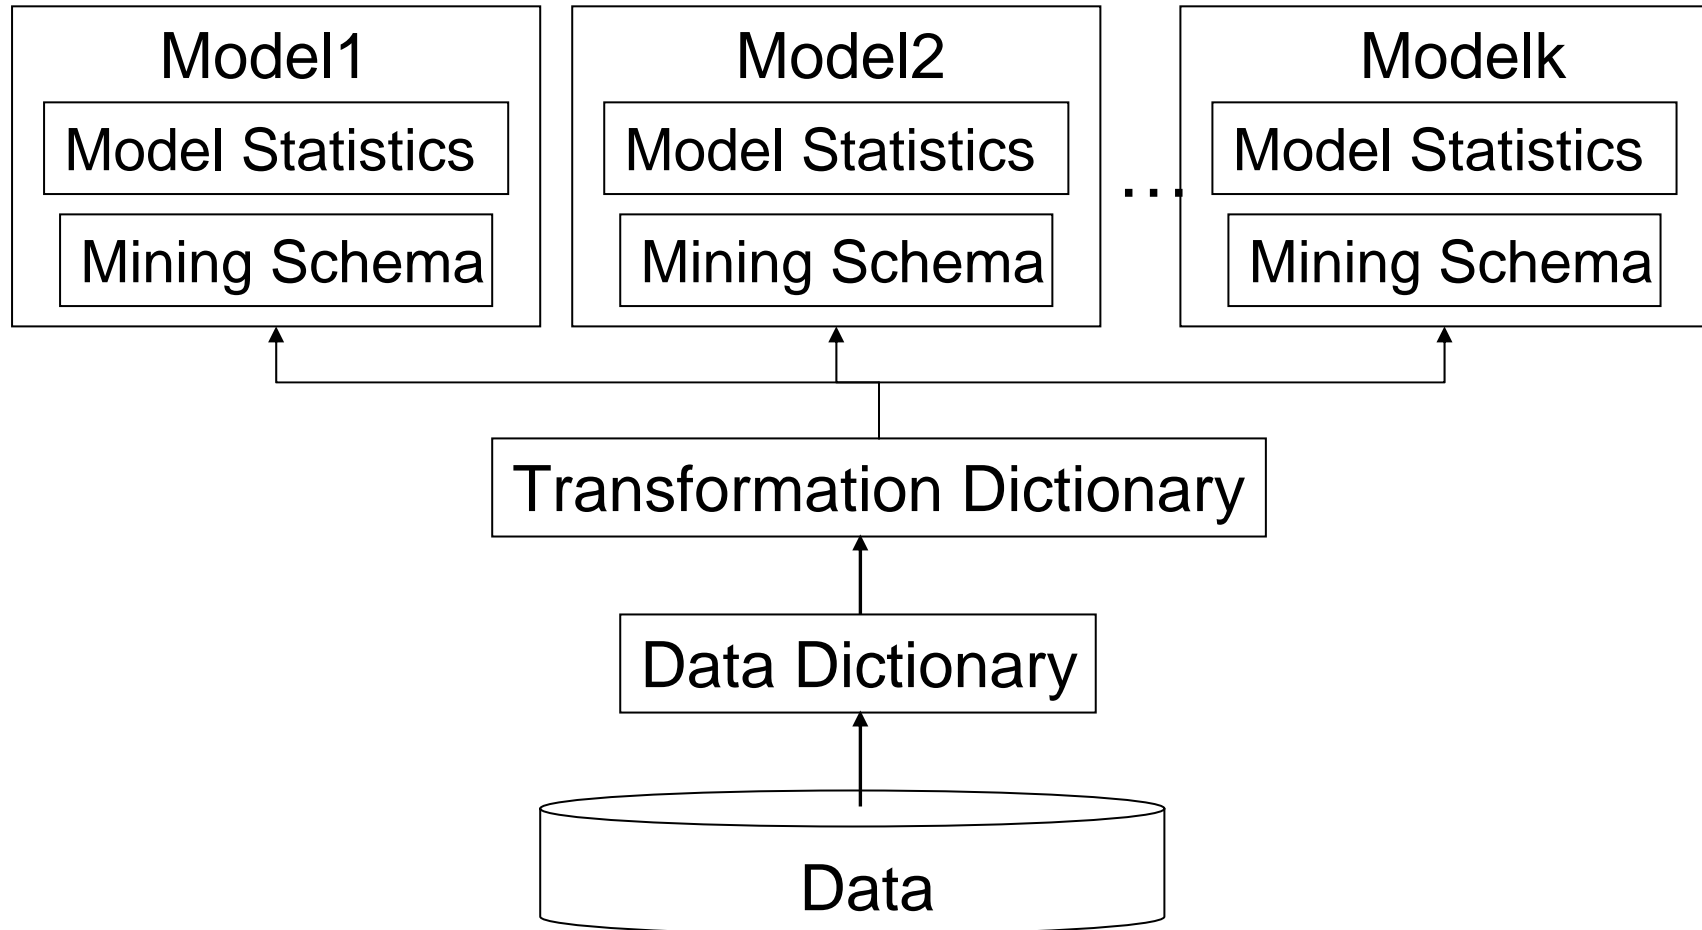 Model1
Model Statistics
Mining Schema
Model2
Model Statistics
Mining Schema
...
Modelk
Model Statistics
Mining Schema
Transformation Dictionary
Data Dictionary
Data